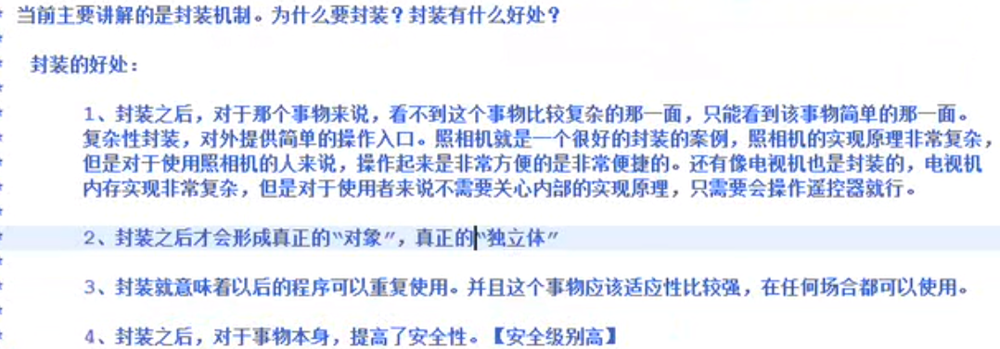 * 当前主要讲解的是封装机制。为什么要封装？封装有什么好处？
*
* 封装的好处：
*
* 1、封装之后，对于那个事物来说，看不到这个事物比较复杂的那一面，只能看到该事物简单的那一面。
* 复杂性封装，对外提供简单的操作入口。照相机就是一个很好的封装的案例，照相机的实现原理非常复杂，
* 但是对于使用照相机的人来说，操作起来是非常方便的是非常便捷的。还有像电视机也是封装的，电视机
* 内存实现非常复杂，但是对于使用者来说不需要关心内部的实现原理，只需要会操作遥控器就行。
*
* 2、封装之后才会形成真正的“对象”，真正的“独立体”
*
* 3、封装就意味着以后的程序可以重复使用。并且这个事物应该适应性比较强，在任何场合都可以使用。
*
* 4、封装之后，对于事物本身，提高了安全性。【安全级别高】